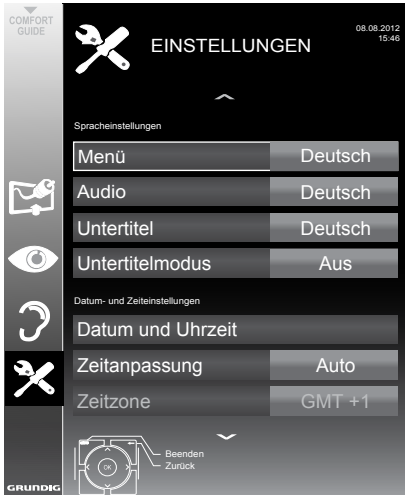 COMFORT
GUIDE
EINSTELLUNGEN
08.08.2012
15:46
Spracheinstellungen
Menü Deutsch
Audio Deutsch
Untertitel Deutsch
Untertitelmodus Aus
Datum- und Zeiteinstellungen
Datum und Uhrzeit
Zeitanpassung Auto
Zeitzone GMT +1
OK
Beenden
Zurück
GRUNDIG